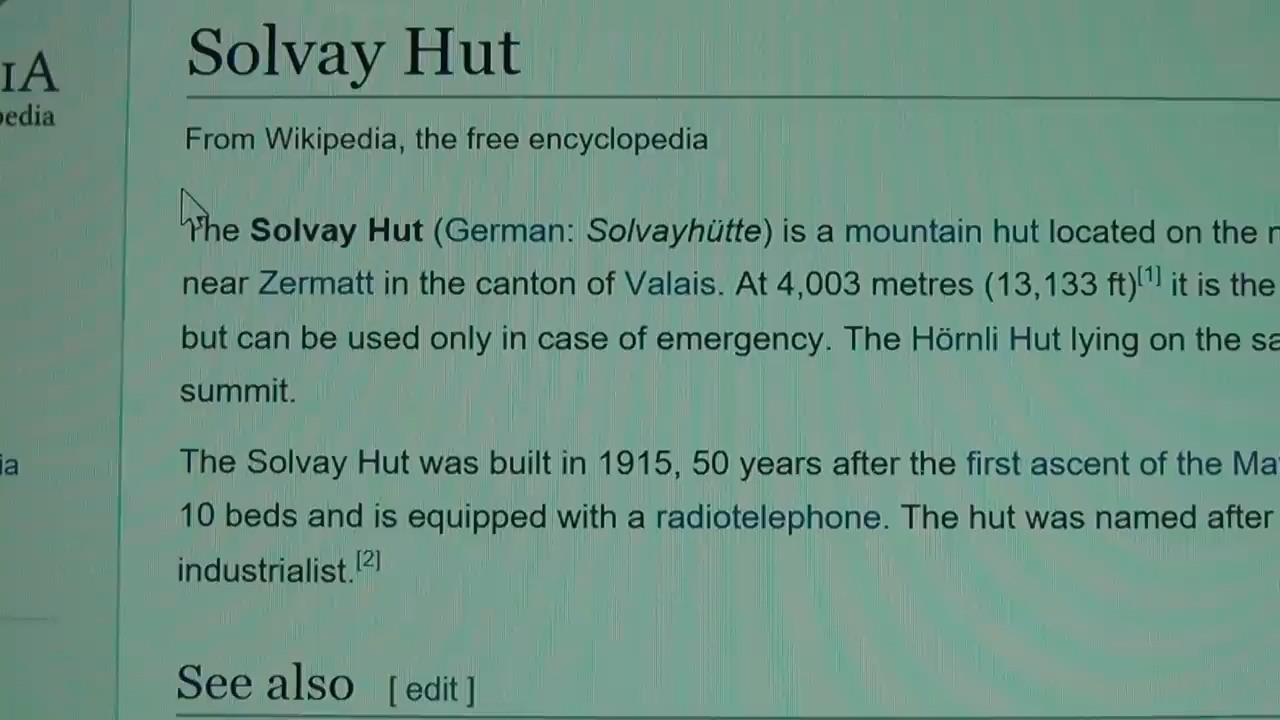 IA
pedia
Solvay Hut
From Wikipedia, the free encyclopedia
The Solvay Hut (German: Solvayhütte) is a mountain hut located on the
near Zermatt in the canton of Valais. At 4,003 metres (13,133 ft)[1] it is the
but can be used only in case of emergency. The Hörnli Hut lying on the sa
summit.
ia
The Solvay Hut was built in 1915, 50 years after the first ascent of the Ma
10 beds and is equipped with a radiotelephone. The hut was named after
industrialist.[2]
See also [ edit ]